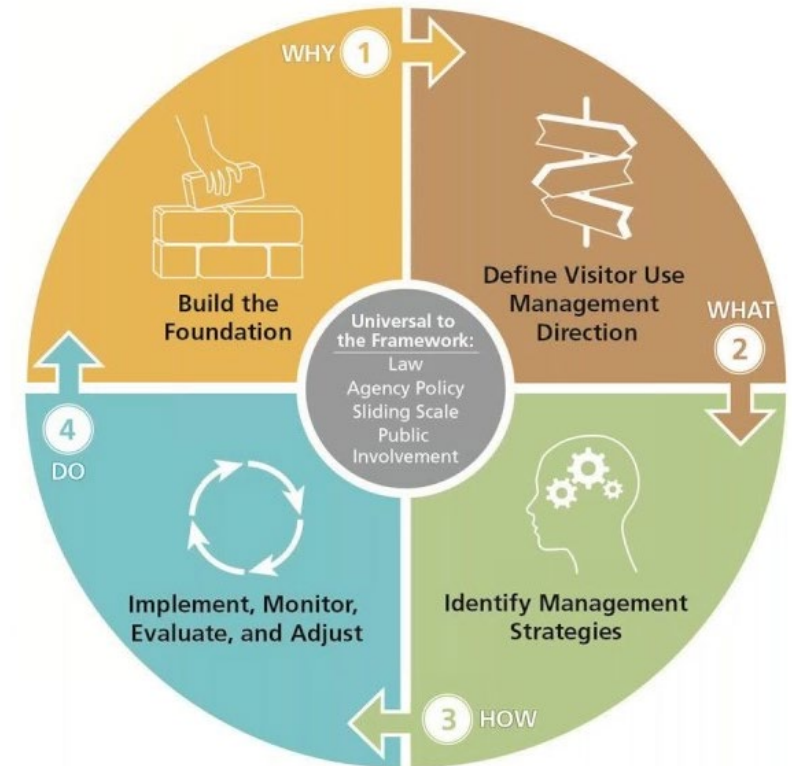 WHY 1
Build the
Foundation
Define Visitor Use
Management
Direction
WHAT
2
Universal to
the Framework:
Law
Agency Policy
Sliding Scale
Public
Involvement
Identify Management
Strategies
3 HOW
Implement, Monitor,
Evaluate, and Adjust
4
DO